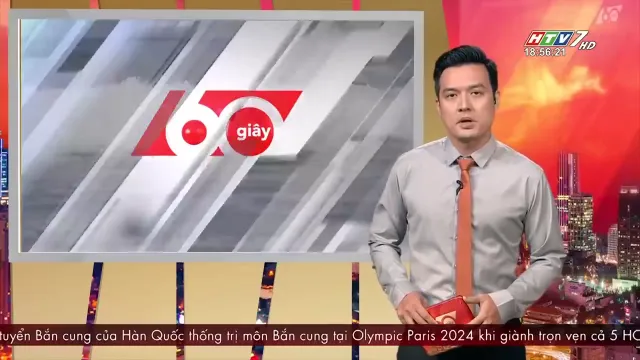 HTV7 HD
18:56:21
60 giây
tuyển Bắn cung của Hàn Quốc thống trị môn Bắn cung tại Olympic Paris 2024 khi giành trọn vẹn cả 5 HC